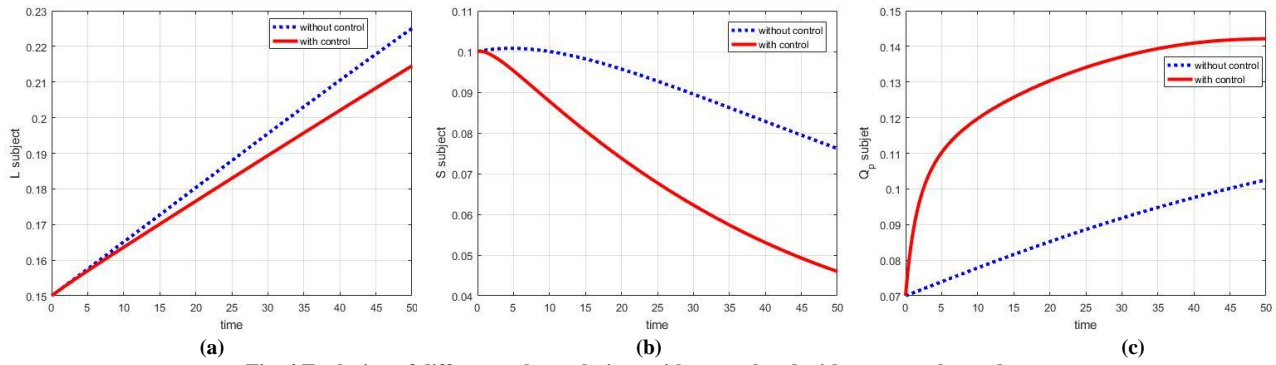 0.23
0.22
0.21
0.2
0.19
0.18
0.17
0.16
0.15
L subject
0 5 10 15 20 25 30 35 40 45 50
time
without control
with control
(a)
0.11
0.1
0.09
0.08
0.07
0.06
0.05
0.04
S subject
0 5 10 15 20 25 30 35 40 45 50
time
without control
with control
(b)
0.15
0.14
0.13
0.12
0.11
0.1
0.09
0.08
0.07
Qp subjet
0 5 10 15 20 25 30 35 40 45 50
time
without control
with control
(c)